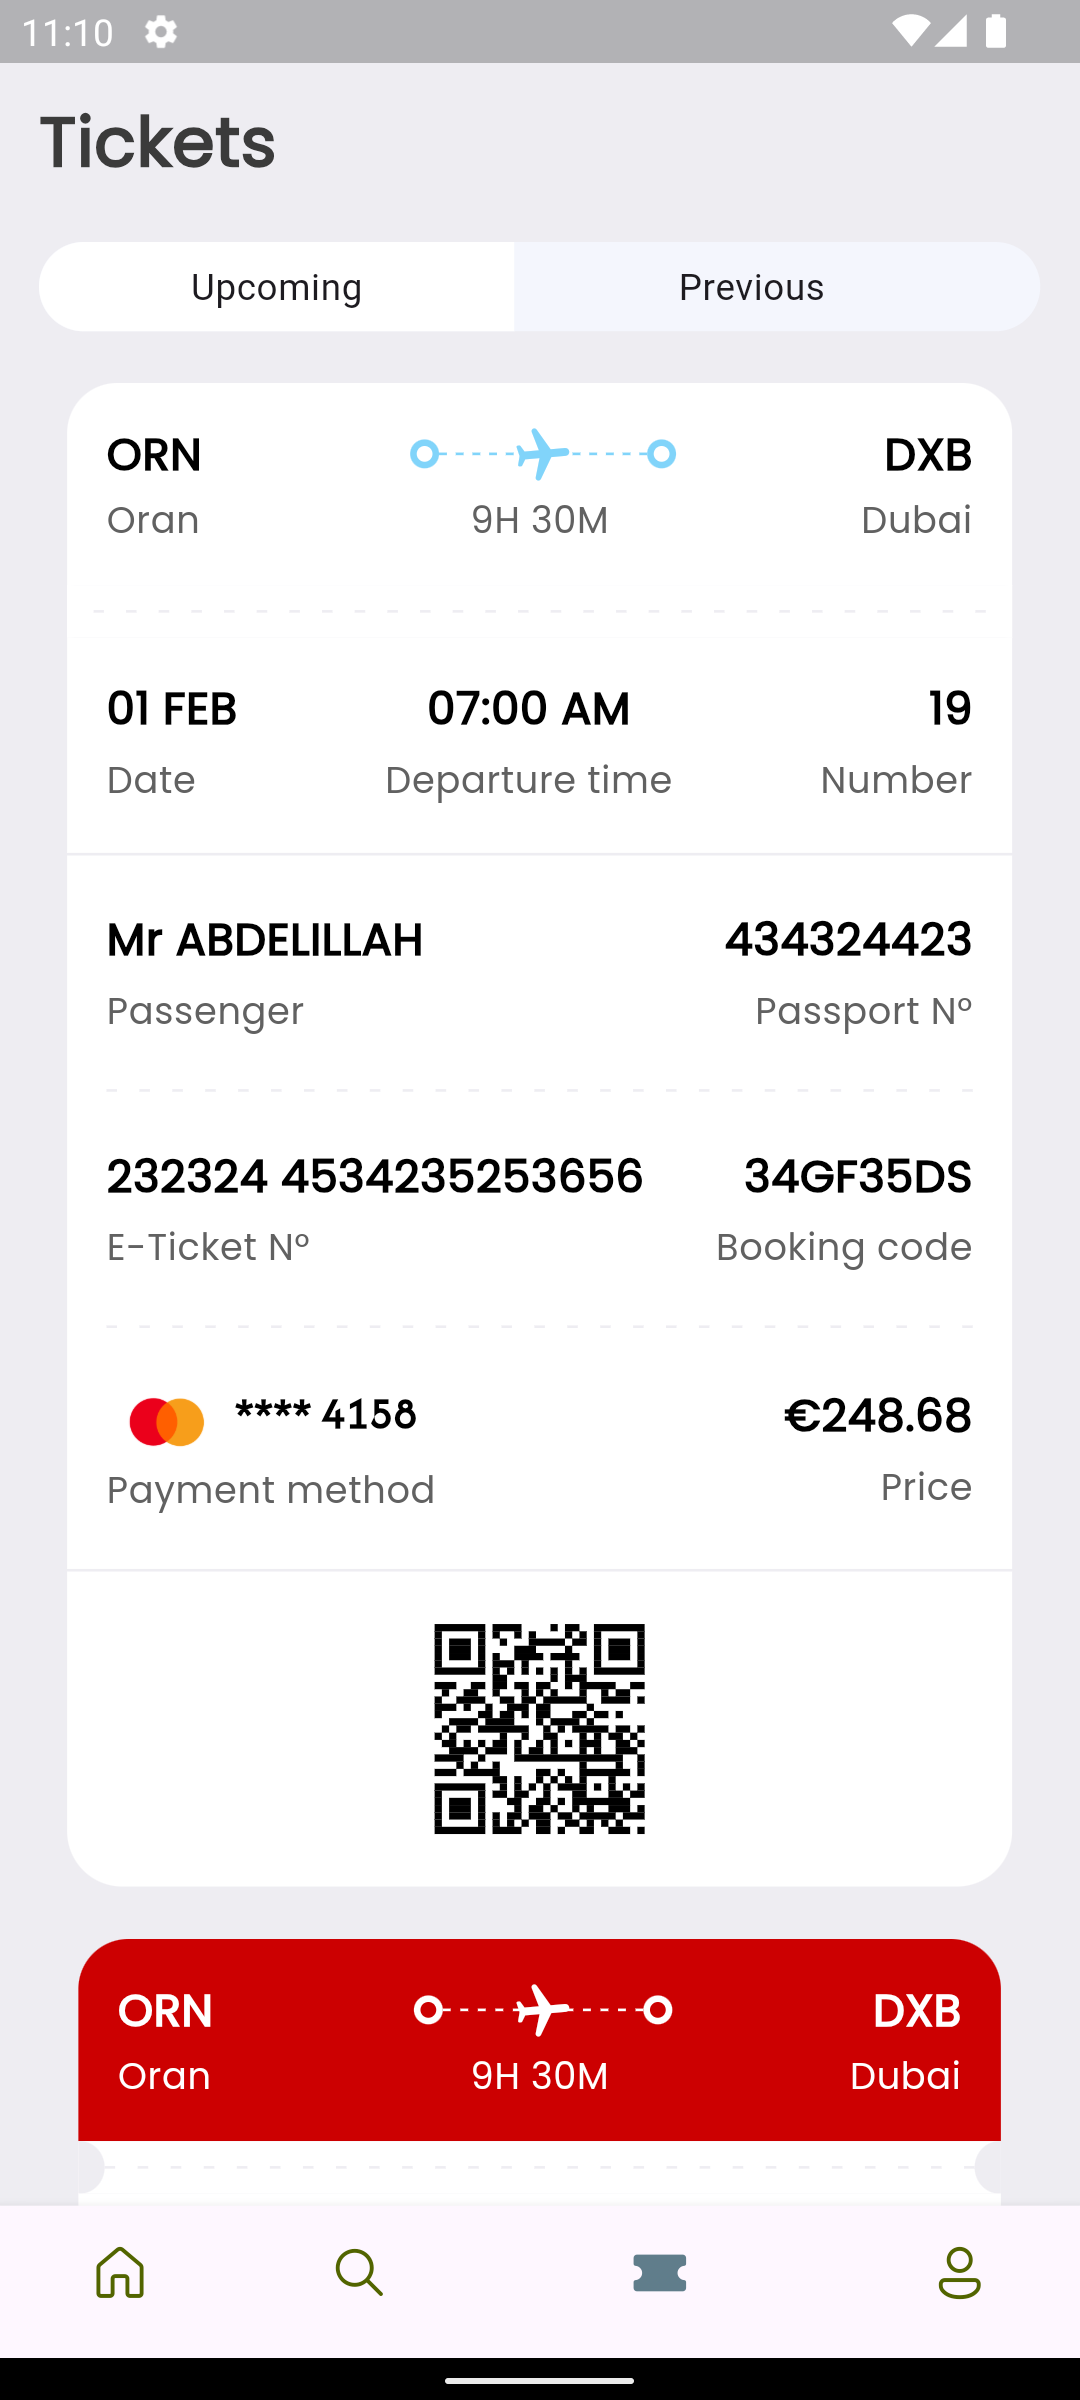 11:10
Tickets
Upcoming Previous
ORN DXB
Oran 9H 30M Dubai
01 FEB 07:00 AM 19
Date Departure time Number
Mr ABDELILLAH 434324423
Passenger Passport N°
232324 4534235253656 34GF35DS
E-Ticket N° Booking code
**** 4158 €248.68
Payment method Price
ORN DXB
Oran 9H 30M Dubai